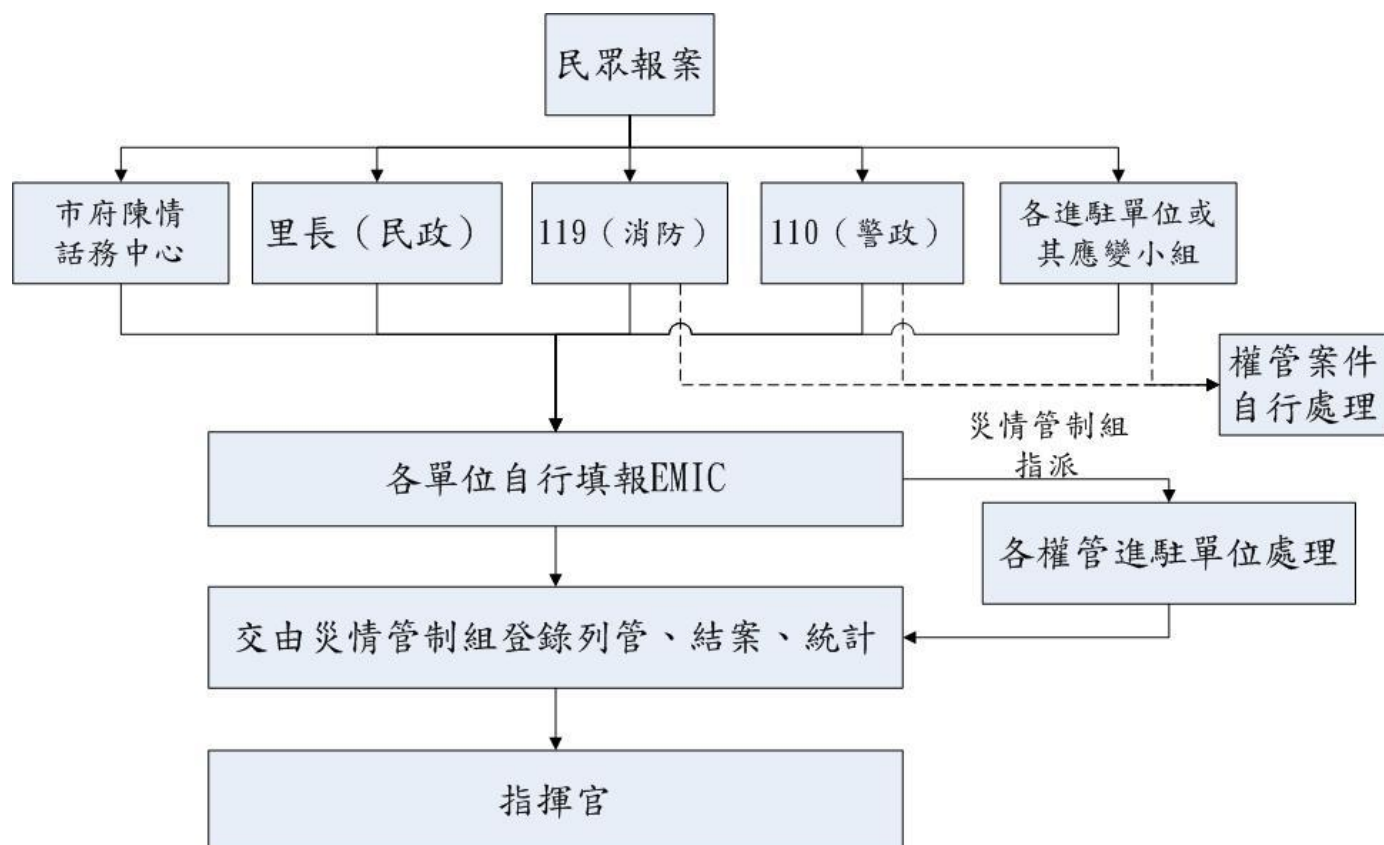 民眾報案
市府陳情
話務中心
里長（民政）
119（消防）
110（警政）
各進駐單位或
其應變小組
權管案件
自行處理
災情管制組
指派
各單位自行填報EMIC
各權管進駐單位處理
交由災情管制組登錄列管、結案、統計
指揮官